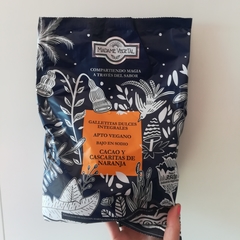 MADAME VEGETAL
COMPARTIENDO MAGIA
A TRAVÉS DEL SABOR
GALLETITAS DULCES
INTEGRALES
APTO VEGANO
BAJO EN SODIO
CACAO Y
CASCARITAS DE
NARANJA